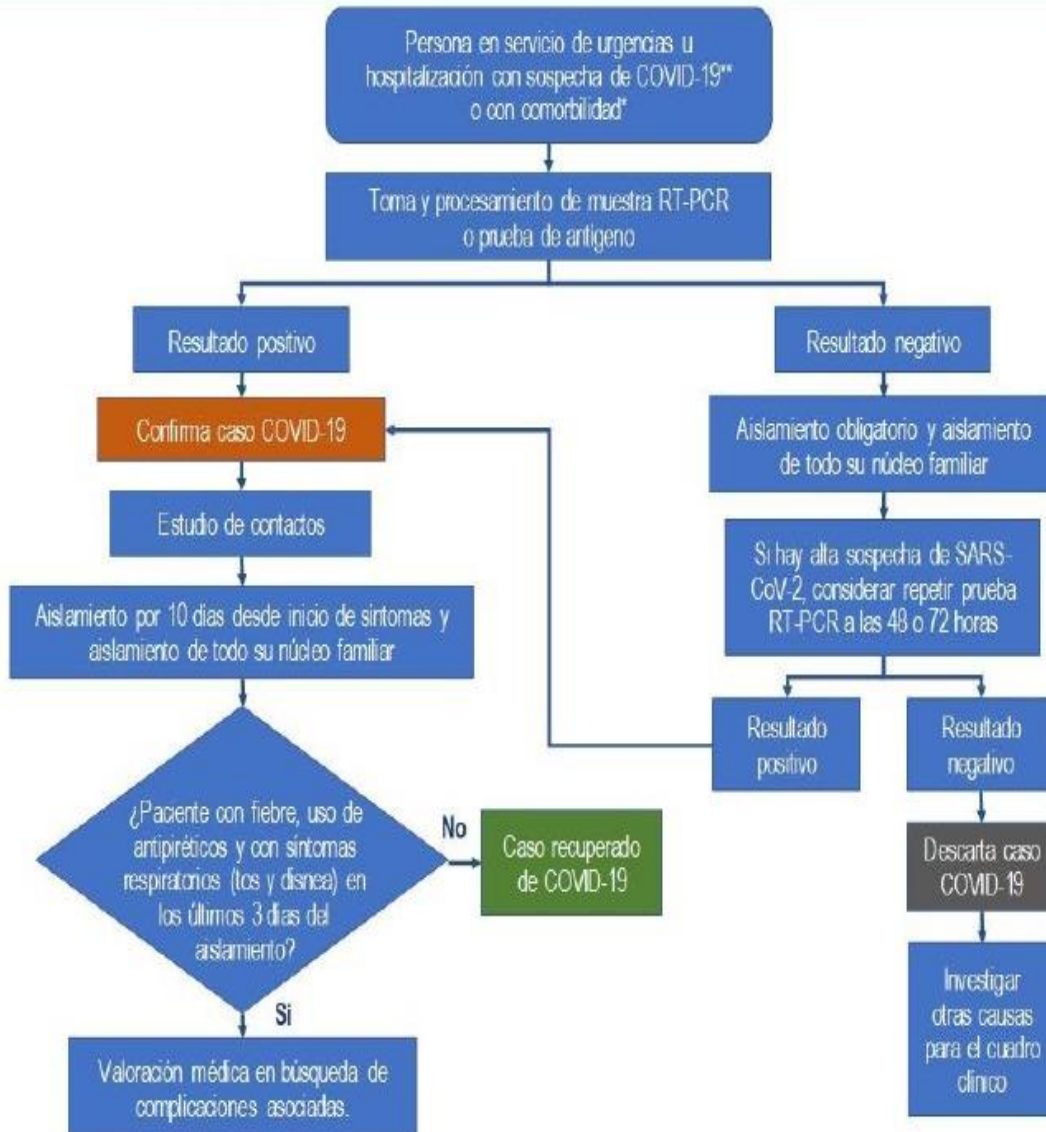 Persona en servicio de urgencias u
hospitalización con sospecha de COVID-19**
o con comorbilidad*
Toma y procesamiento de muestra RT-PCR
o prueba de antígeno
Resultado positivo
Resultado negativo
Confirma caso COVID-19
Aislamiento obligatorio y aislamiento
de todo su núcleo familiar
Estudio de contactos
Si hay alta sospecha de SARS-
CoV-2, considerar repetir prueba
RT-PCR a las 48 o 72 horas
Aislamiento por 10 días desde inicio de síntomas y
aislamiento de todo su núcleo familiar
Resultado
positivo
Resultado
negativo
¿Paciente con fiebre, uso de
antipiréticos y con síntomas
respiratorios (tos y disnea) en
los últimos 3 días del
aislamiento?
No
Caso recuperado
de COVID-19
Descarta caso
COVID-19
Si
Valoración médica en búsqueda de
complicaciones asociadas.
Investigar
otras causas
para el cuadro
clínico